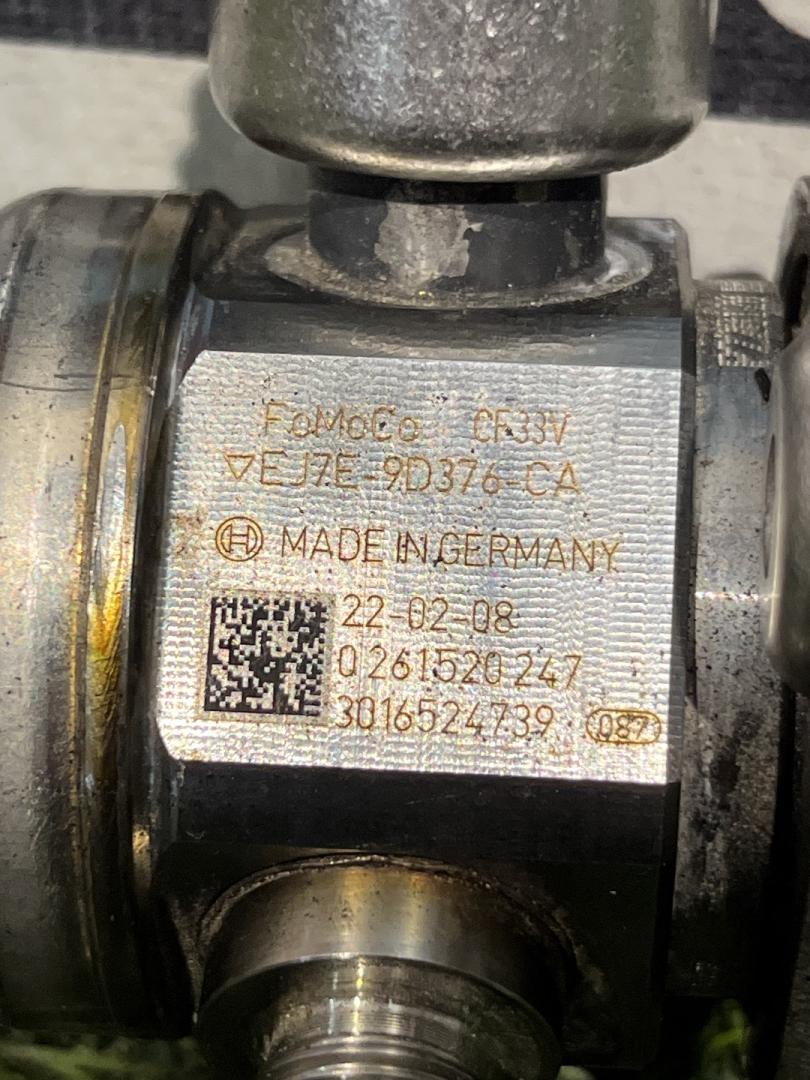 FoMoCo CF33V
▽EJ7E-9D376-CA
MADE IN GERMANY
22-02-08
0 261 520 247
3016524739 087